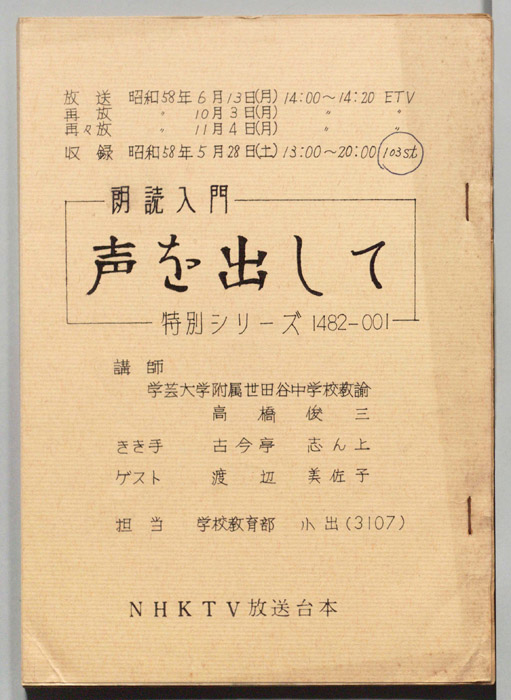 放送 昭和58年6月13日(月) 14:00~14:20 ETV
再放 〃 10月3日(月) 〃 〃
再々放 〃 11月4日(月) 〃 〃
収録 昭和58年5月28日(土) 13:00~20:00 103st
朗読入門
声を出して
特別シリーズ 1482-001
講師
学芸大学附属世田谷中学校教諭
高橋俊三
きき手 古今亭 志ん上
ゲスト 渡辺 美佐子
担当 学校教育部 小出(3107)
NHKTV放送台本